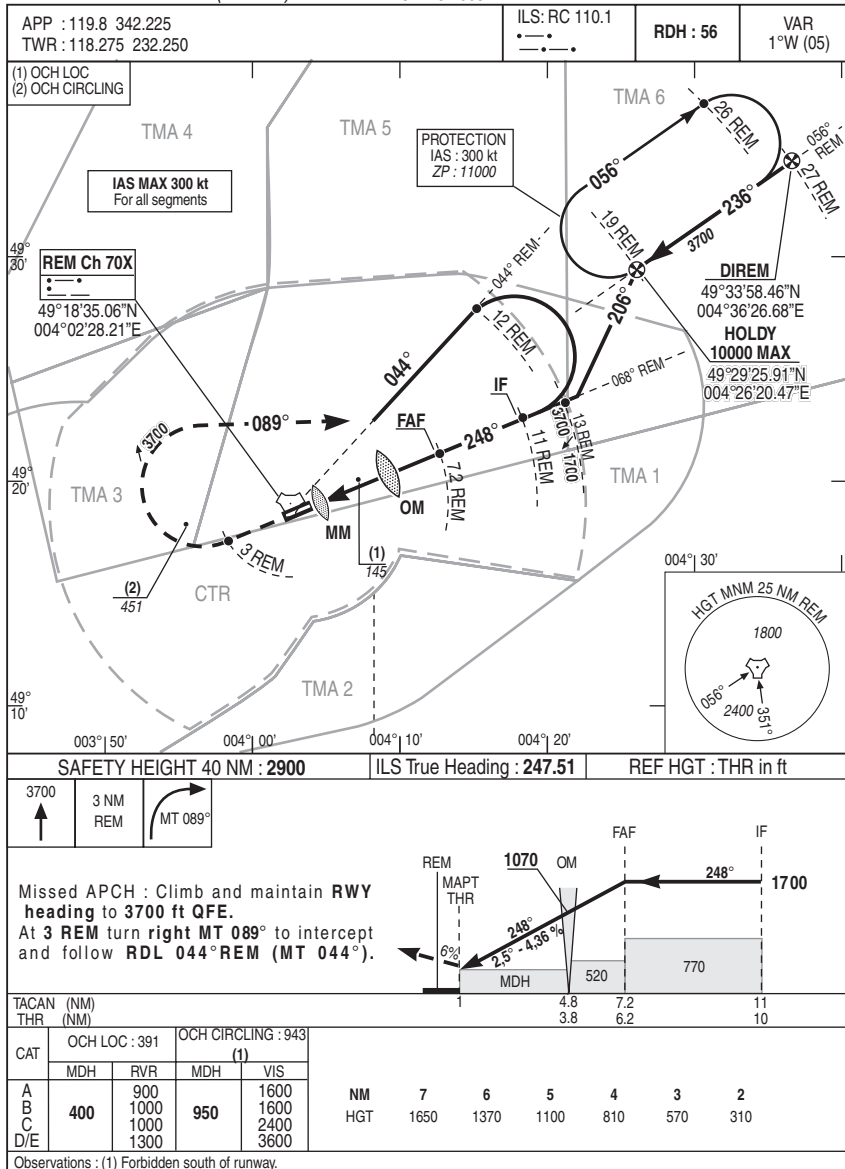 APP : 119.8 342.225
TWR : 118.275 232.250
ILS: RC 110.1
RDH : 56
VAR
1°W (05)
(1) OCH LOC
(2) OCH CIRCLING
TMA 4
TMA 5
TMA 6
PROTECTION
IAS : 300 kt
ZP : 11000
IAS MAX 300 kt
For all segments
26 REM
056°
REM
27 REM
056°
236°
3700
19 REM
49°
30'
REM Ch 70X
49°18'35.06"N
004°02'28.21"E
044° REM
206°
DIREM
49°33'58.46"N
004°36'26.68"E
HOLDY
10000 MAX
49°29'25.91"N
004°26'20.47"E
12 REM
044°
068° REM
IF
FAF
089°
3700
248°
3700
1700
13 REM
11 REM
7.2 REM
49°
20'
TMA 3
TMA 1
OM
MM
3 REM
(1)
145
(2)
451
CTR
004° 30'
HGT MNM 25 NM REM
1800
056°
2400
351°
TMA 2
49°
10'
003° 50'
004° 00'
004° 10'
004° 20'
SAFETY HEIGHT 40 NM : 2900
ILS True Heading : 247.51
REF HGT : THR in ft
3700
3 NM
REM
MT 089°
Missed APCH : Climb and maintain RWY
heading to 3700 ft QFE.
At 3 REM turn right MT 089° to intercept
and follow RDL 044°REM (MT 044°).
FAF
IF
REM
MAPT
THR
1070
OM
248°
1700
248°
2,5° - 4,36 %
6%
MDH
520
770
TACAN (NM)
1
4.8
7.2
11
THR (NM)
3.8
6.2
10
CAT
OCH LOC : 391
OCH CIRCLING : 943
(1)
MDH
RVR
MDH
VIS
A
900
1600
B
400
1000
950
1600
C
1000
2400
D/E
1300
3600
NM 7 6 5 4 3 2
HGT 1650 1370 1100 810 570 310
Observations : (1) Forbidden south of runway.